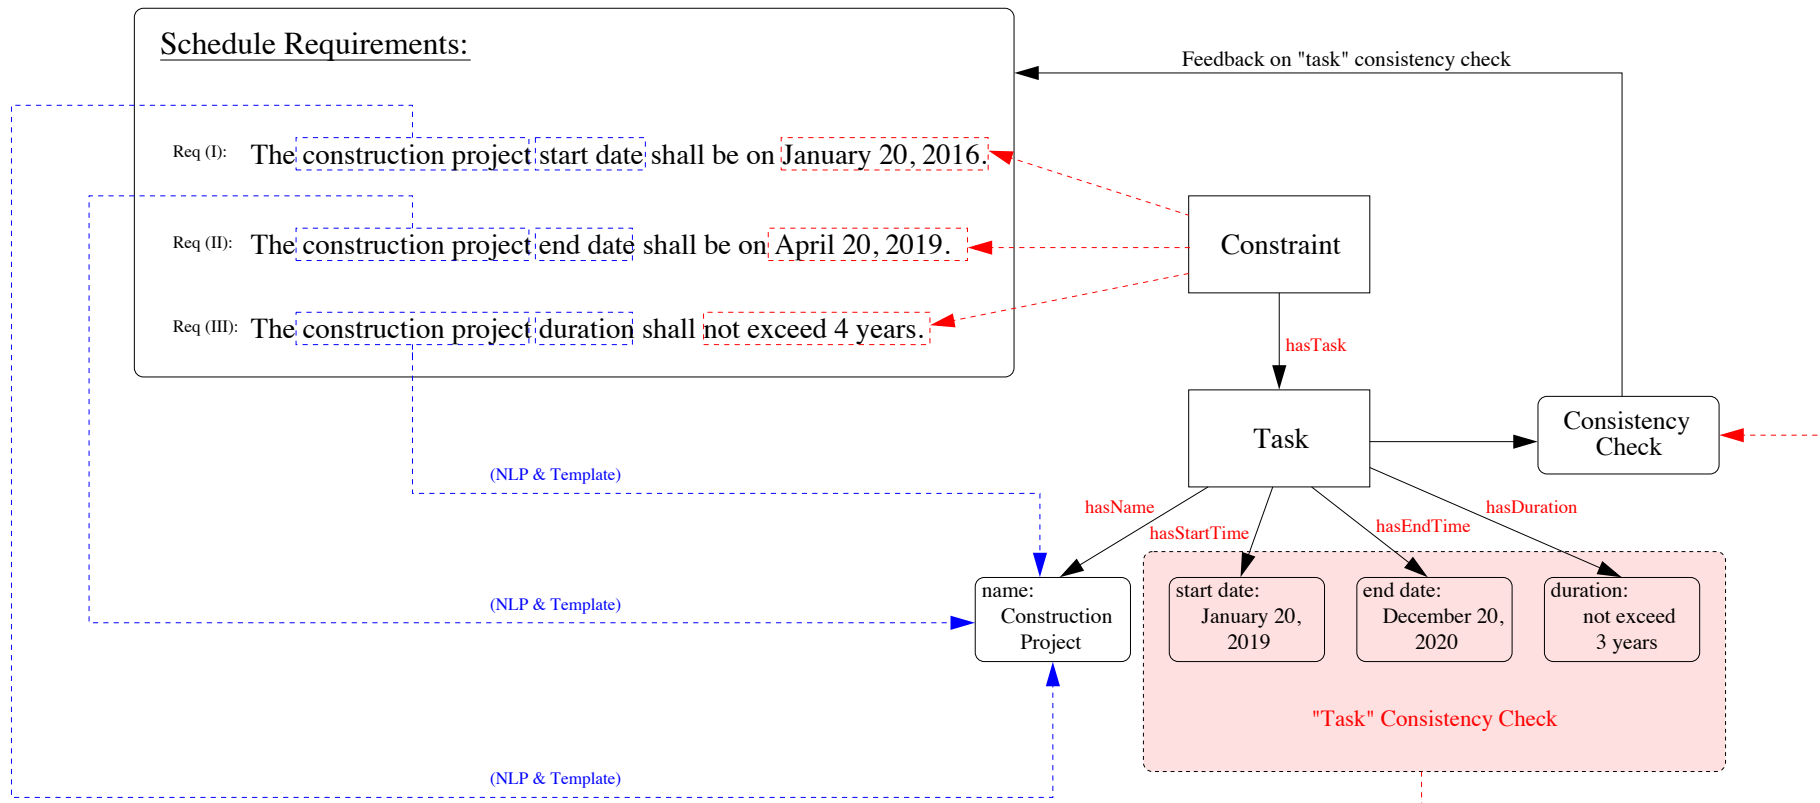 Schedule Requirements:
Feedback on "task" consistency check
Req (I): The construction project start date shall be on January 20, 2016.
Req (II): The construction project end date shall be on April 20, 2019.
Constraint
Req (III): The construction project duration shall not exceed 4 years.
hasTask
Task
Consistency
Check
(NLP & Template)
hasName
hasStartTime
hasEndTime
hasDuration
name:
Construction
Project
start date:
January 20,
2019
end date:
December 20,
2020
duration:
not exceed
3 years
(NLP & Template)
"Task" Consistency Check
(NLP & Template)